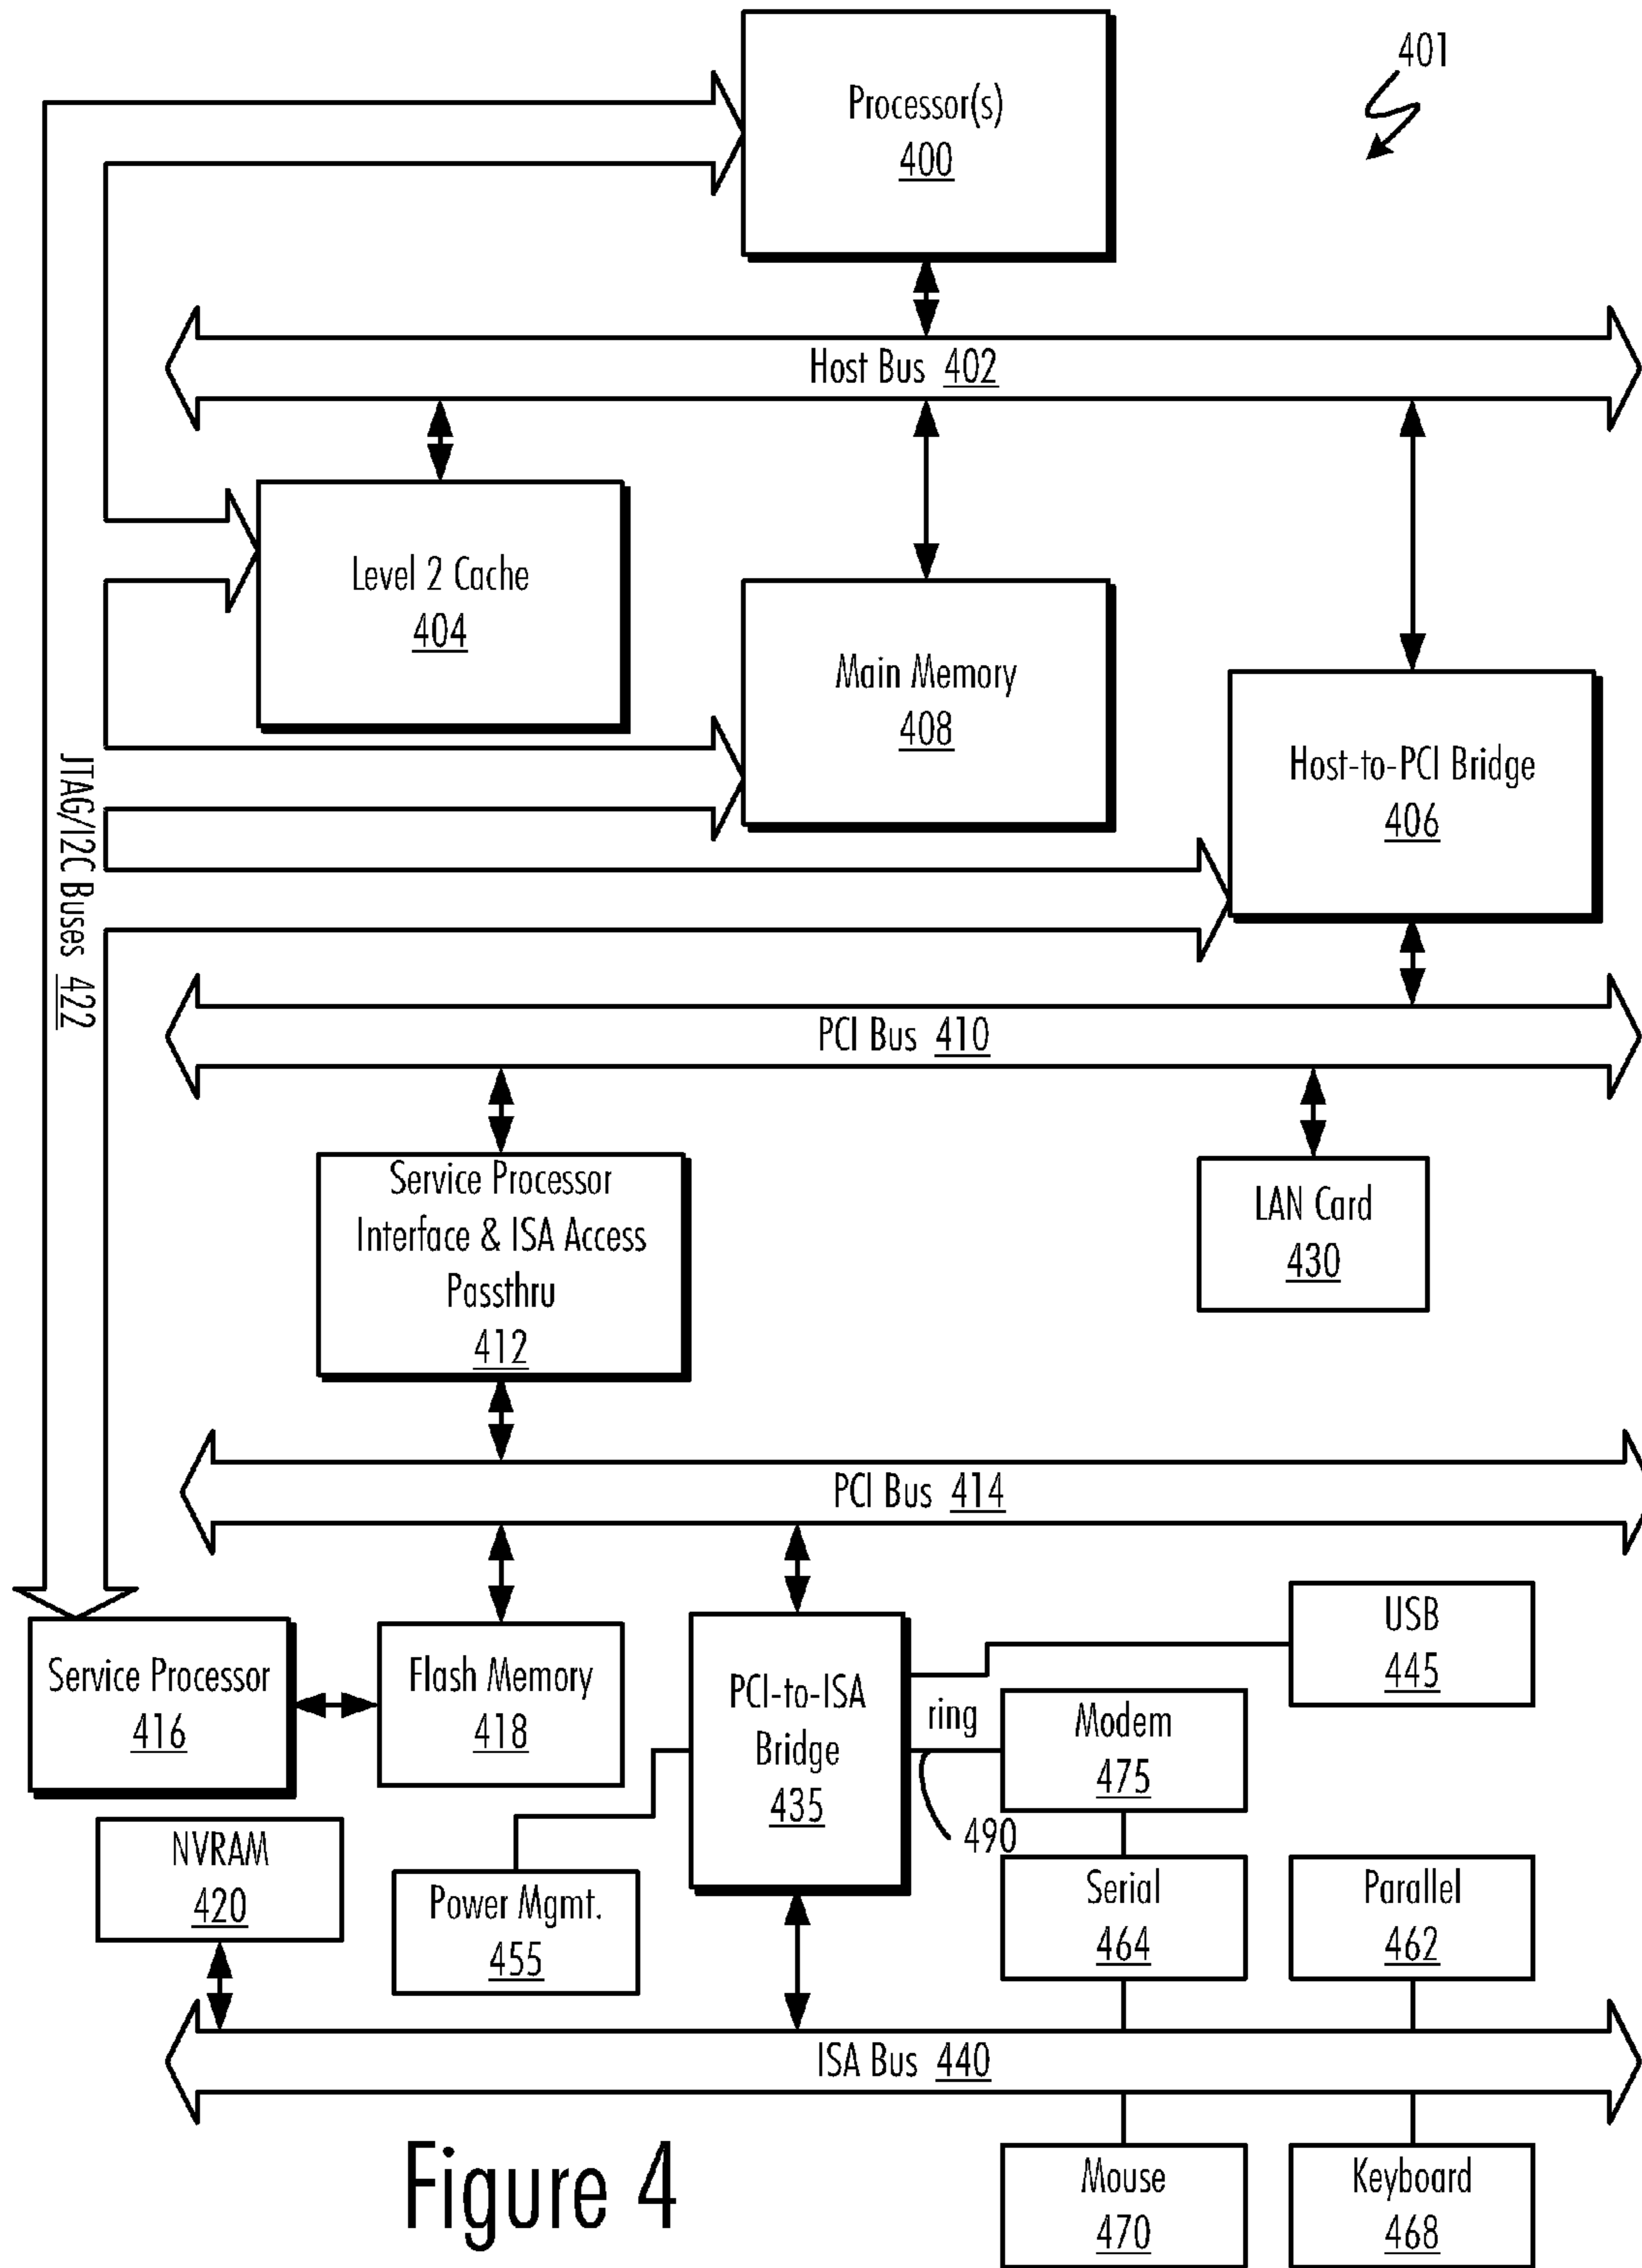 401
Processor(s)
400
Host Bus 402
Level 2 Cache
404
Main Memory
408
Host-to-PCI Bridge
406
JTAG/I2C Buses 422
PCI Bus 410
Service Processor
Interface & ISA Access
Passthru
412
LAN Card
430
PCI Bus 414
USB
445
Service Processor
416
Flash Memory
418
PCI-to-ISA
Bridge
435
ring
Modem
475
490
NVRAM
420
Power Mgmt.
455
Serial
464
Parallel
462
ISA Bus 440
Mouse
470
Keyboard
468
Figure 4